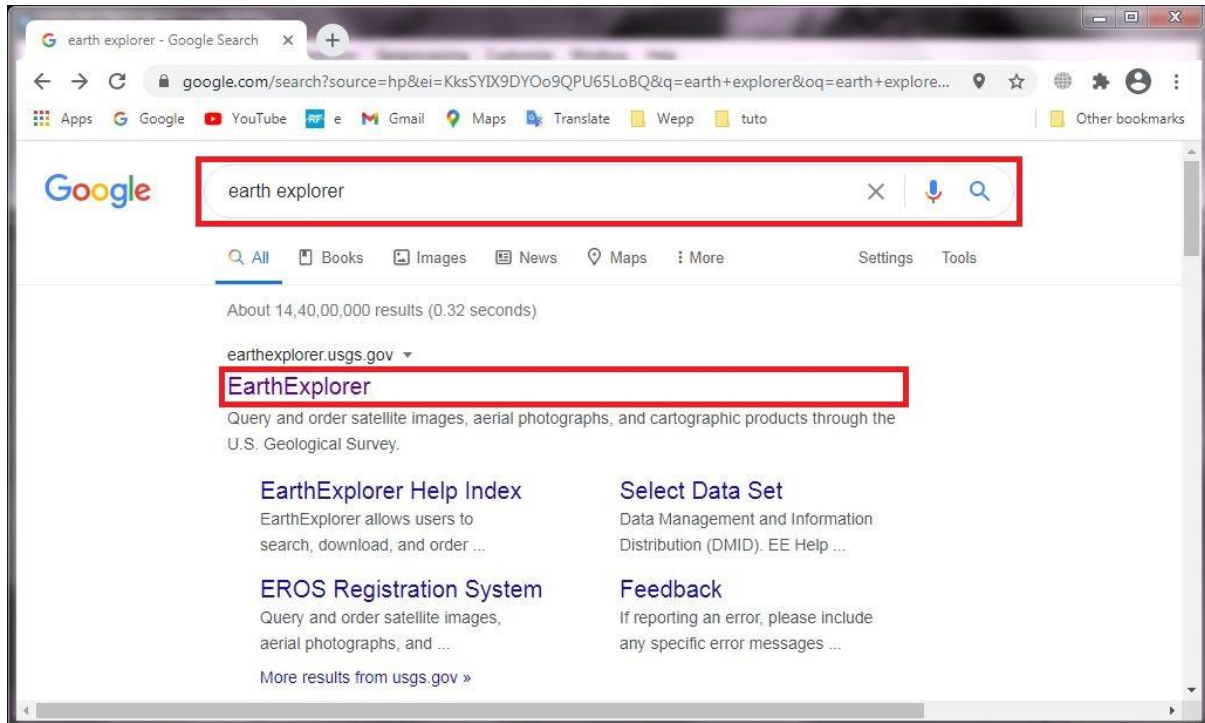 earth explorer - Google Search
google.com/search?source=hp&ei=KksSYIX9DYOo9QPU65LoBQ&q=earth+explorer&oq=earth+explore...
Apps Google YouTube RF e Gmail Maps Translate Wepp tuto Other bookmarks
Google earth explorer
All Books Images News Maps More Settings Tools
About 14,40,00,000 results (0.32 seconds)
earthexplorer.usgs.gov
EarthExplorer
Query and order satellite images, aerial photographs, and cartographic products through the
U.S. Geological Survey.
EarthExplorer Help Index
EarthExplorer allows users to
search, download, and order ...
Select Data Set
Data Management and Information
Distribution (DMID). EE Help ...
EROS Registration System
Query and order satellite images,
aerial photographs, and ...
Feedback
If reporting an error, please include
any specific error messages ...
More results from usgs.gov »